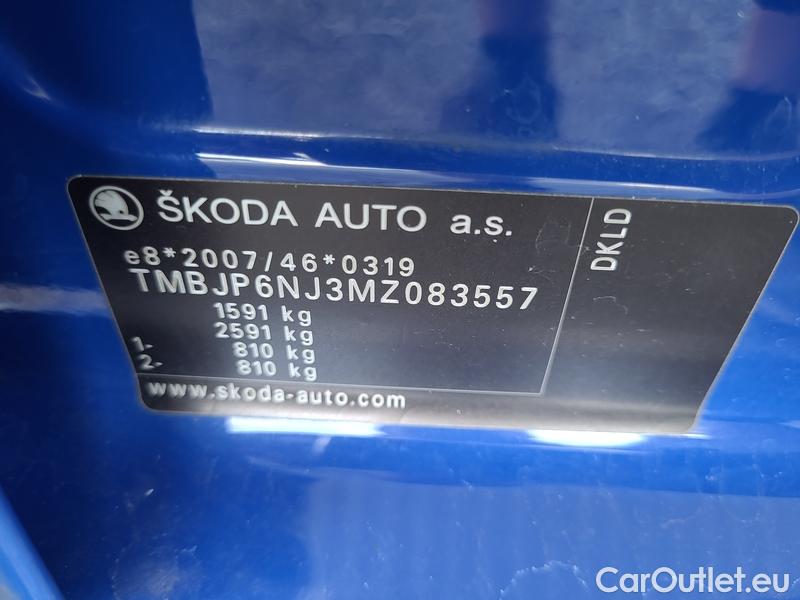 ŠKODA AUTO a.s.
e8*2007/46*0319
TMBJP6NJ3MZ083557
1591 kg
2591 kg
1- 810 kg
2- 810 kg
www.skoda-auto.com
DKLD
CarOutlet.eu